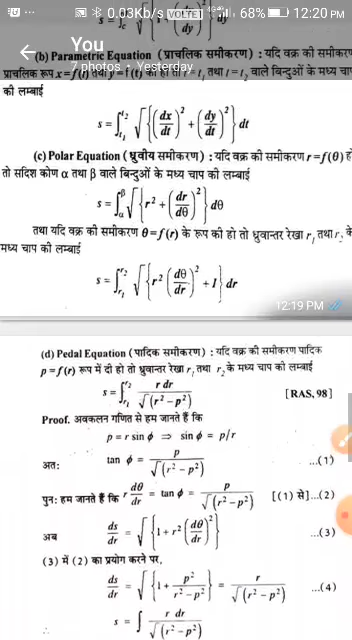 0.03Kb/s VOLTE 4G 68% 12:20 PM
You
7 photos • Yesterday
(b) Parametric Equation (प्राचलिक समीकरण) : यदि वक्र की समीकरण
प्राचलिक रूप x = f(t) तथा
वाले बिन्दुओं के मध्य चाप
की लम्बाई
s = ∫_{t₁}^{t₂} √{(dx/dt)² + (dy/dt)²} dt
(c) Polar Equation (ध्रुवीय समीकरण) : यदि वक्र की समीकरण r = f(θ) ह
तो सदिश कोण α तथा β वाले बिन्दुओं के मध्य चाप की लम्बाई
s = ∫_α^β √{r² + (dr/dθ)²} dθ
तथा यदि वक्र की समीकरण θ = f(r) के रूप की हो तो ध्रुवान्तर रेखा r₁ तथा r₂ के
मध्य चाप की लम्बाई
s = ∫_{r₁}^{r₂} √{r² (dθ/dr)² + 1} dr
12:19 PM
(d) Pedal Equation (पादिक समीकरण) : यदि वक्र की समीकरण पादिक
p = f(r) रूप में दी हो तो ध्रुवान्तर रेखा r₁ तथा r₂ के मध्य चाप की लम्बाई
s = ∫_{r₁}^{r₂} r dr / √(r² − p²) [RAS, 98]
Proof. अवकलन गणित से हम जानते हैं कि
p = r sin φ ⇒ sin φ = p/r
अतः tan φ = p / √(r² − p²) ...(1)
पुनः हम जानते हैं कि r dθ/dr = tan φ = p / √(r² − p²) [(1) से]...(2)
अब ds/dr = √{1 + r² (dθ/dr)²} ...(3)
(3) में (2) का प्रयोग करने पर,
ds/dr = √{1 + p² / (r² − p²)} = r / √(r² − p²) ...(4)
∴ s = ∫ r dr / √(r² − p²)